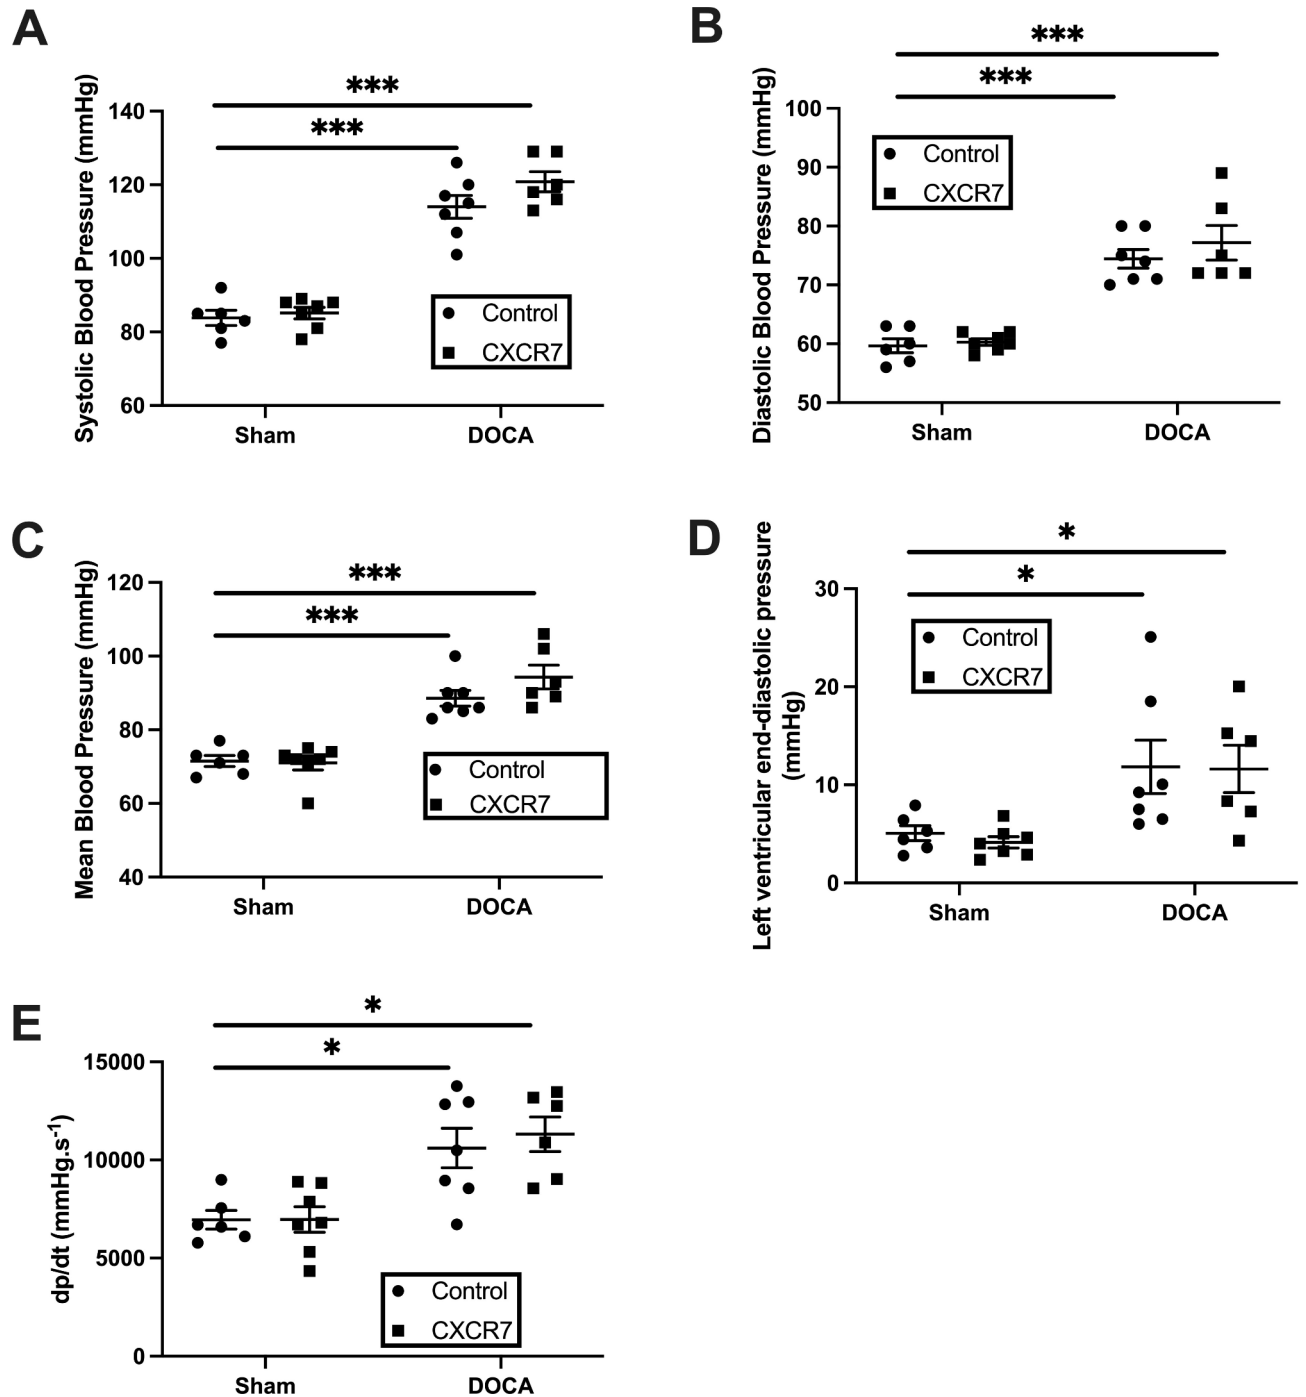 A
Systolic Blood Pressure (mmHg)
140
120
100
80
60
***
***
Control
CXCR7
Sham
DOCA
B
Diastolic Blood Pressure (mmHg)
100
90
80
70
60
50
***
***
Control
CXCR7
Sham
DOCA
C
Mean Blood Pressure (mmHg)
120
100
80
60
40
***
***
Control
CXCR7
Sham
DOCA
D
Left ventricular end-diastolic pressure
(mmHg)
30
20
10
0
*
*
Control
CXCR7
Sham
DOCA
E
dp/dt (mmHg.s⁻¹)
15000
10000
5000
0
*
*
Control
CXCR7
Sham
DOCA